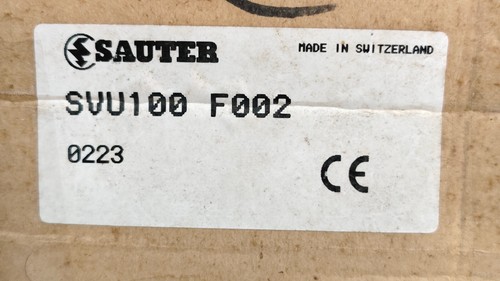 SAUTER
MADE IN SWITZERLAND
SVU100 F002
0223
CE